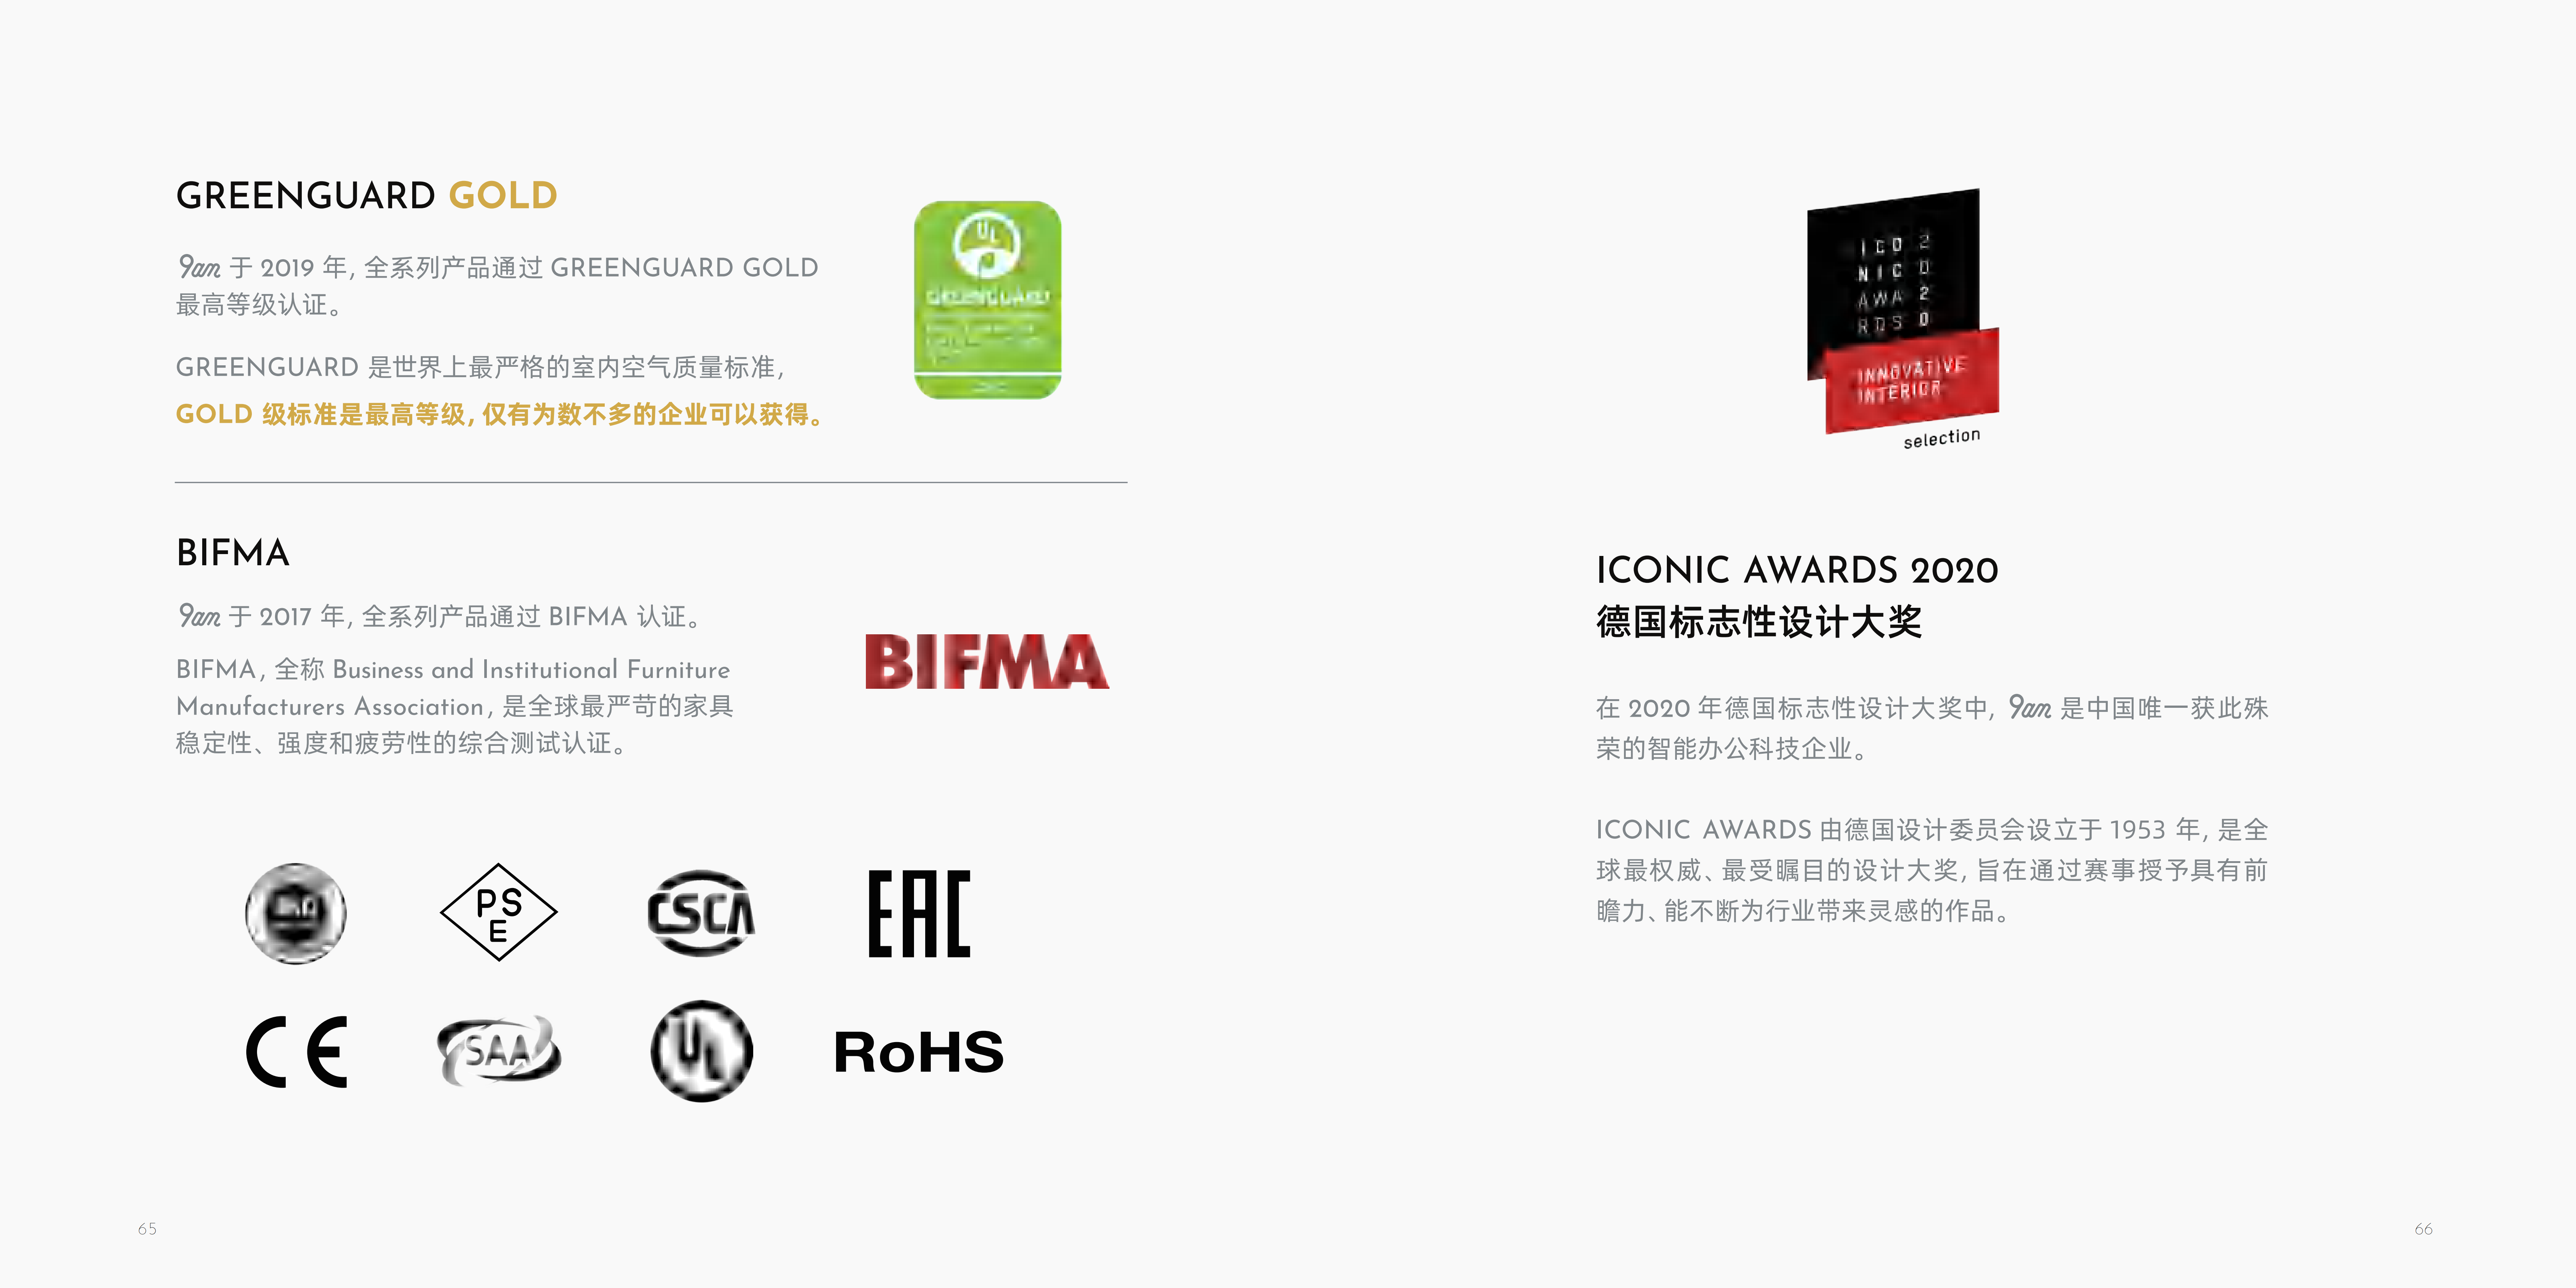 GREENGUARD GOLD
9am 于 2019 年, 全系列产品通过 GREENGUARD GOLD
最高等级认证。
GREENGUARD 是世界上最严格的室内空气质量标准,
GOLD 级标准是最高等级, 仅有为数不多的企业可以获得。
UL
GREENGUARD
BIFMA
9am 于 2017 年, 全系列产品通过 BIFMA 认证。
BIFMA, 全称 Business and Institutional Furniture
Manufacturers Association, 是全球最严苛的家具
稳定性、强度和疲劳性的综合测试认证。
BIFMA
PS
E
CSCA
EAC
CE
SAA
UL
RoHS
65
ICO 2
NIC 0
AWA 2
RDS 0
INNOVATIVE
INTERIOR
selection
ICONIC AWARDS 2020
德国标志性设计大奖
在 2020 年德国标志性设计大奖中, 9am 是中国唯一获此殊
荣的智能办公科技企业。
ICONIC AWARDS 由德国设计委员会设立于 1953 年, 是全
球最权威、最受瞩目的设计大奖, 旨在通过赛事授予具有前
瞻力、能不断为行业带来灵感的作品。
66